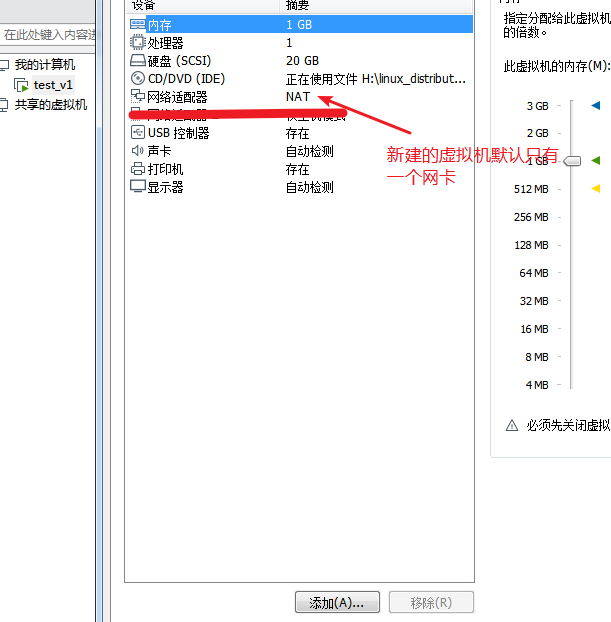 设备 摘要
内存 1 GB
处理器 1
硬盘 (SCSI) 20 GB
CD/DVD (IDE) 正在使用文件 H:\linux_distribut...
网络适配器 NAT
USB 控制器 存在
声卡 自动检测
打印机 存在
显示器 自动检测
新建的虚拟机默认只有
一个网卡
在此处键入内容进
我的计算机
test_v1
共享的虚拟机
指定分配给此虚拟机
的倍数。
此虚拟机的内存(M):
3 GB
2 GB
1 GB
512 MB
256 MB
128 MB
64 MB
32 MB
16 MB
8 MB
4 MB
必须先关闭虚拟
添加(A)... 移除(R)